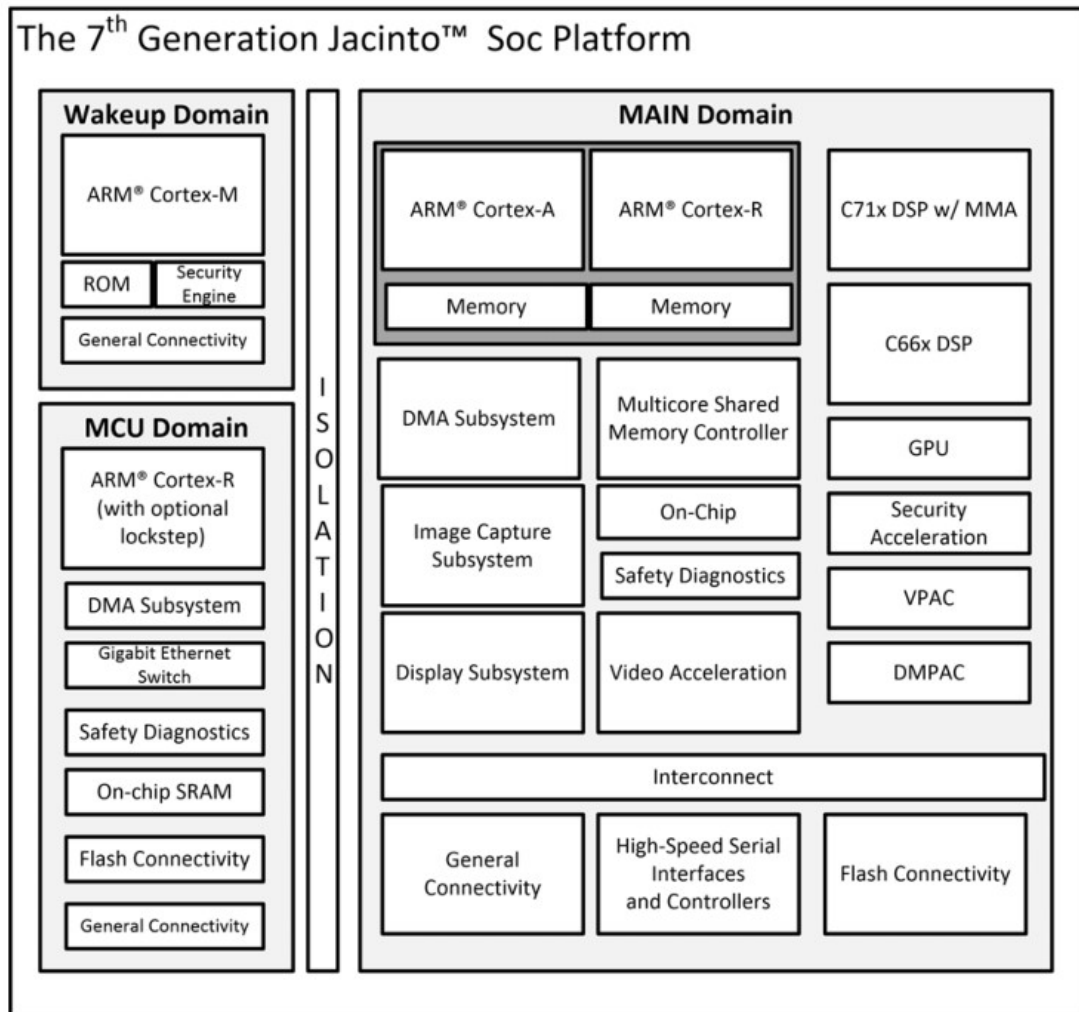 The 7th Generation Jacinto™ Soc Platform
Wakeup Domain
ARM® Cortex-M
ROM
Security
Engine
General Connectivity
MCU Domain
ARM® Cortex-R
(with optional
lockstep)
DMA Subsystem
Gigabit Ethernet
Switch
Safety Diagnostics
On-chip SRAM
Flash Connectivity
General Connectivity
ISOLATION
MAIN Domain
ARM® Cortex-A
ARM® Cortex-R
Memory
Memory
DMA Subsystem
Multicore Shared
Memory Controller
Image Capture
Subsystem
On-Chip
Safety Diagnostics
Display Subsystem
Video Acceleration
C71x DSP w/ MMA
C66x DSP
GPU
Security
Acceleration
VPAC
DMPAC
Interconnect
General
Connectivity
High-Speed Serial
Interfaces
and Controllers
Flash Connectivity